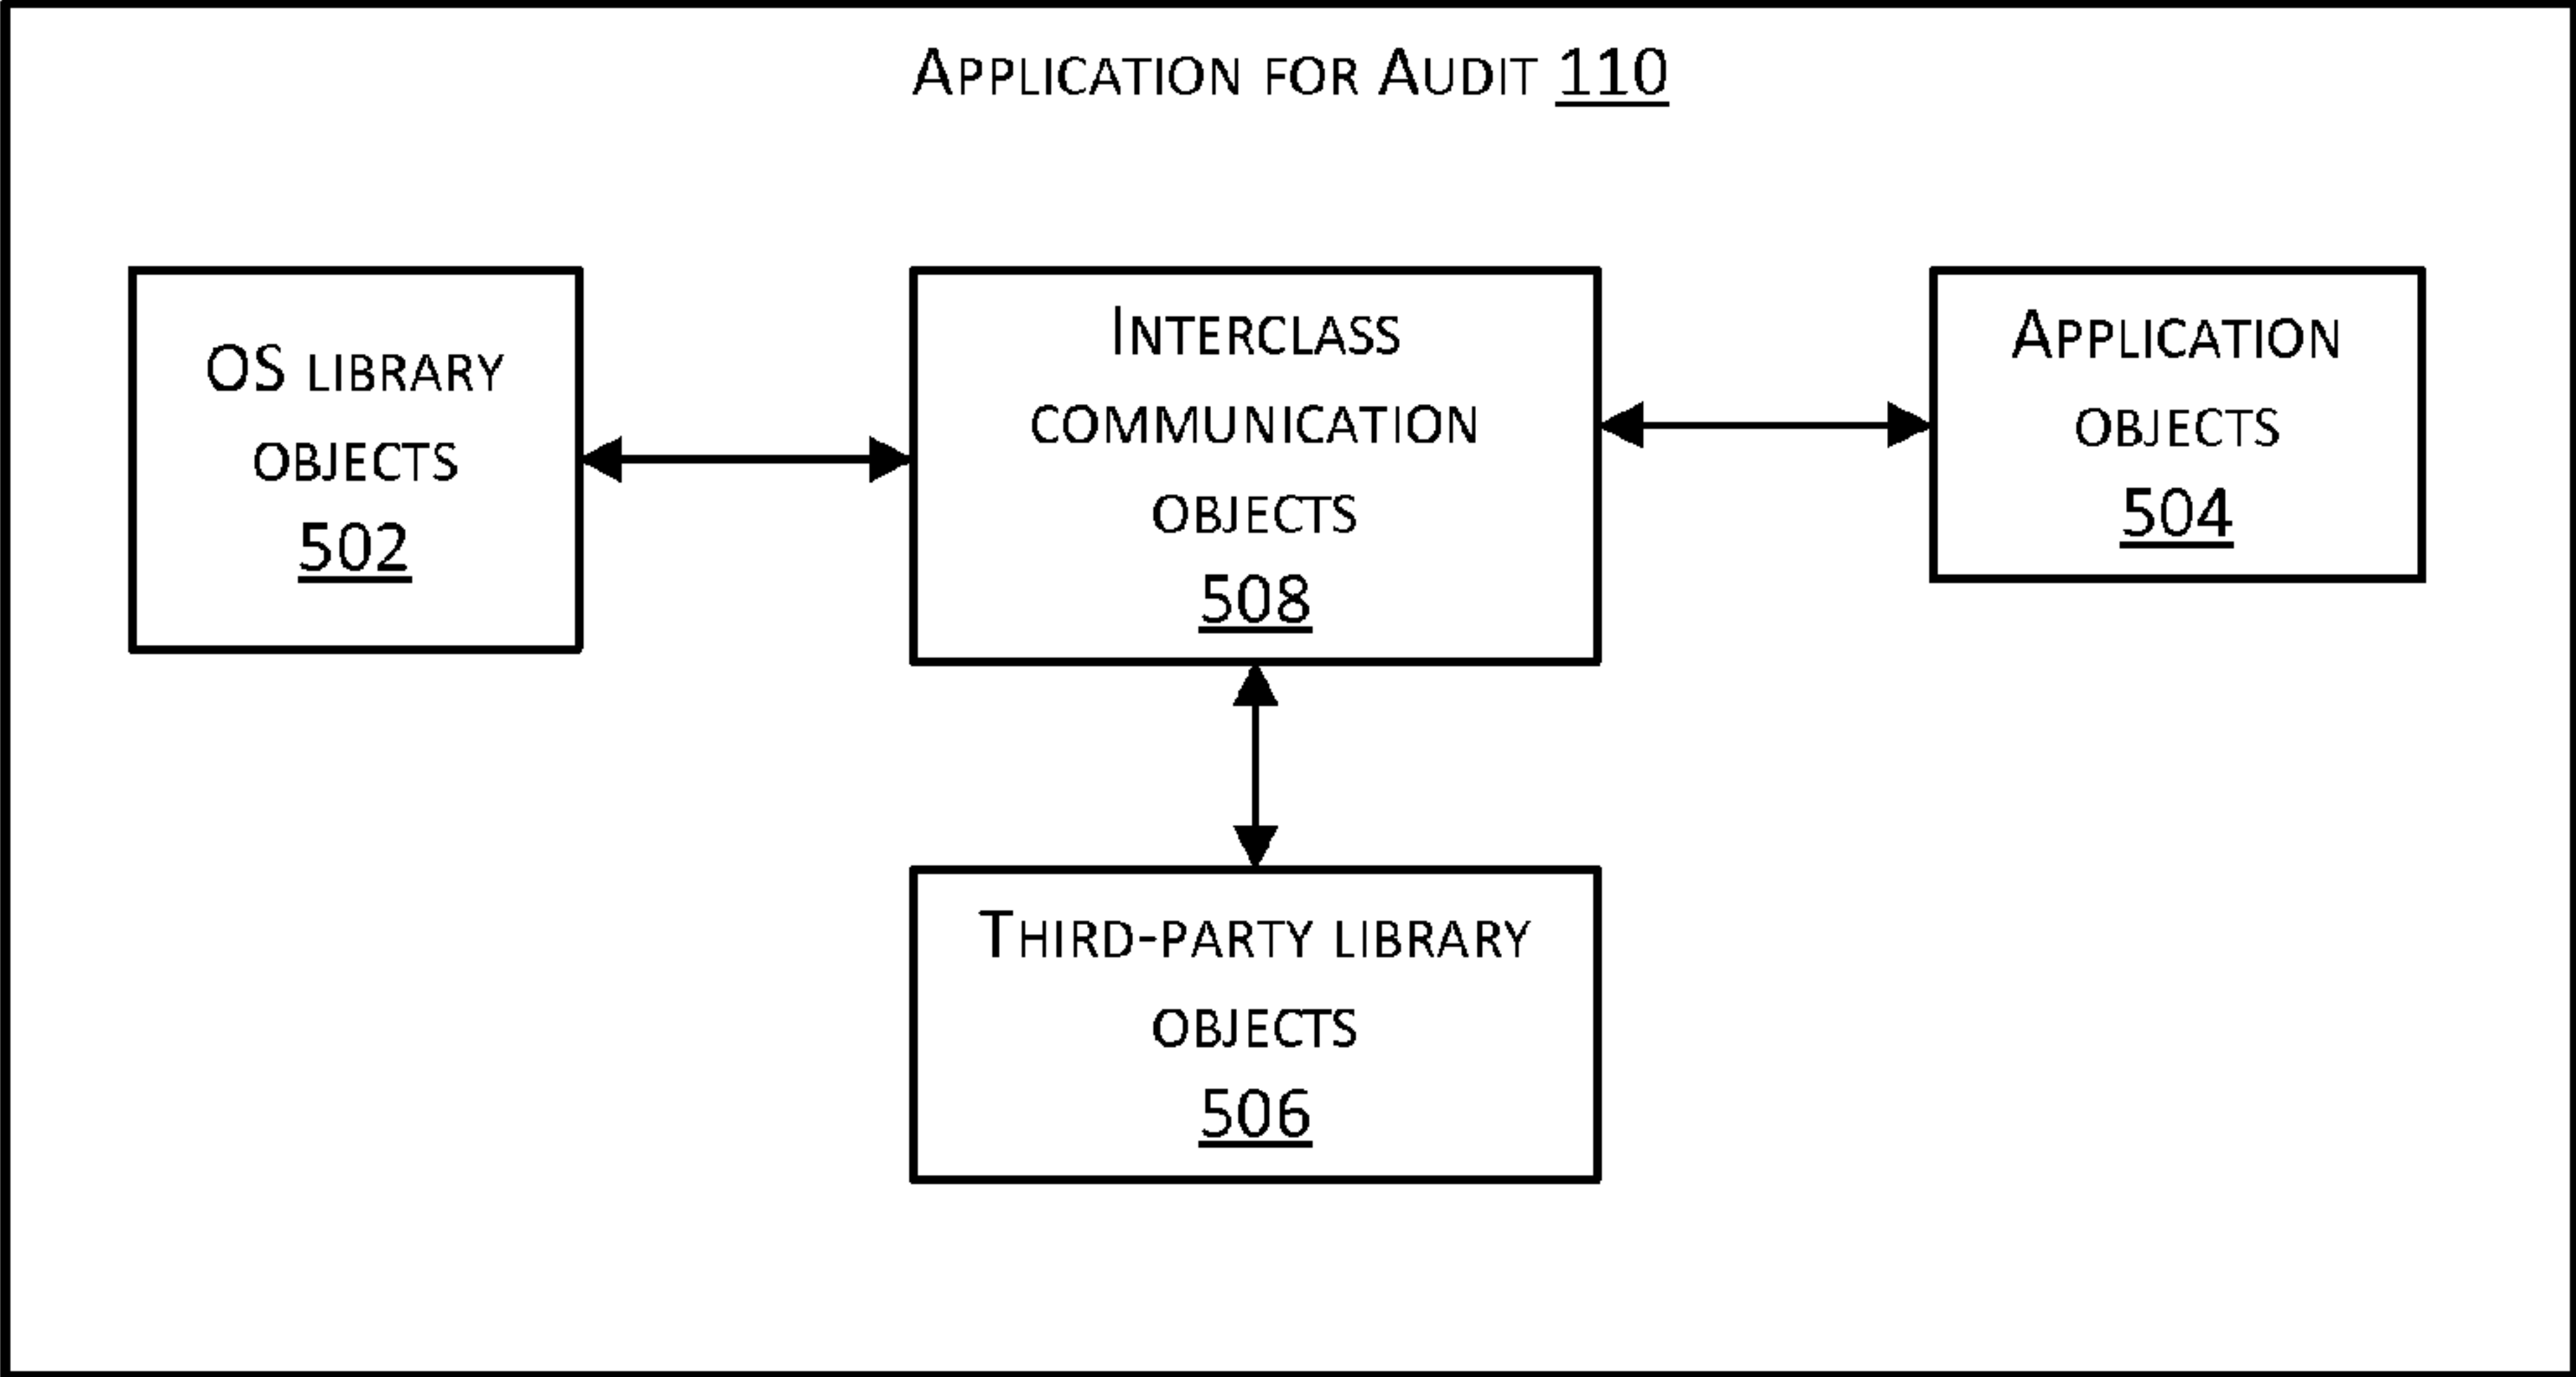 Application for Audit 110
OS library
objects
502
Interclass
communication
objects
508
Application
objects
504
Third-party library
objects
506